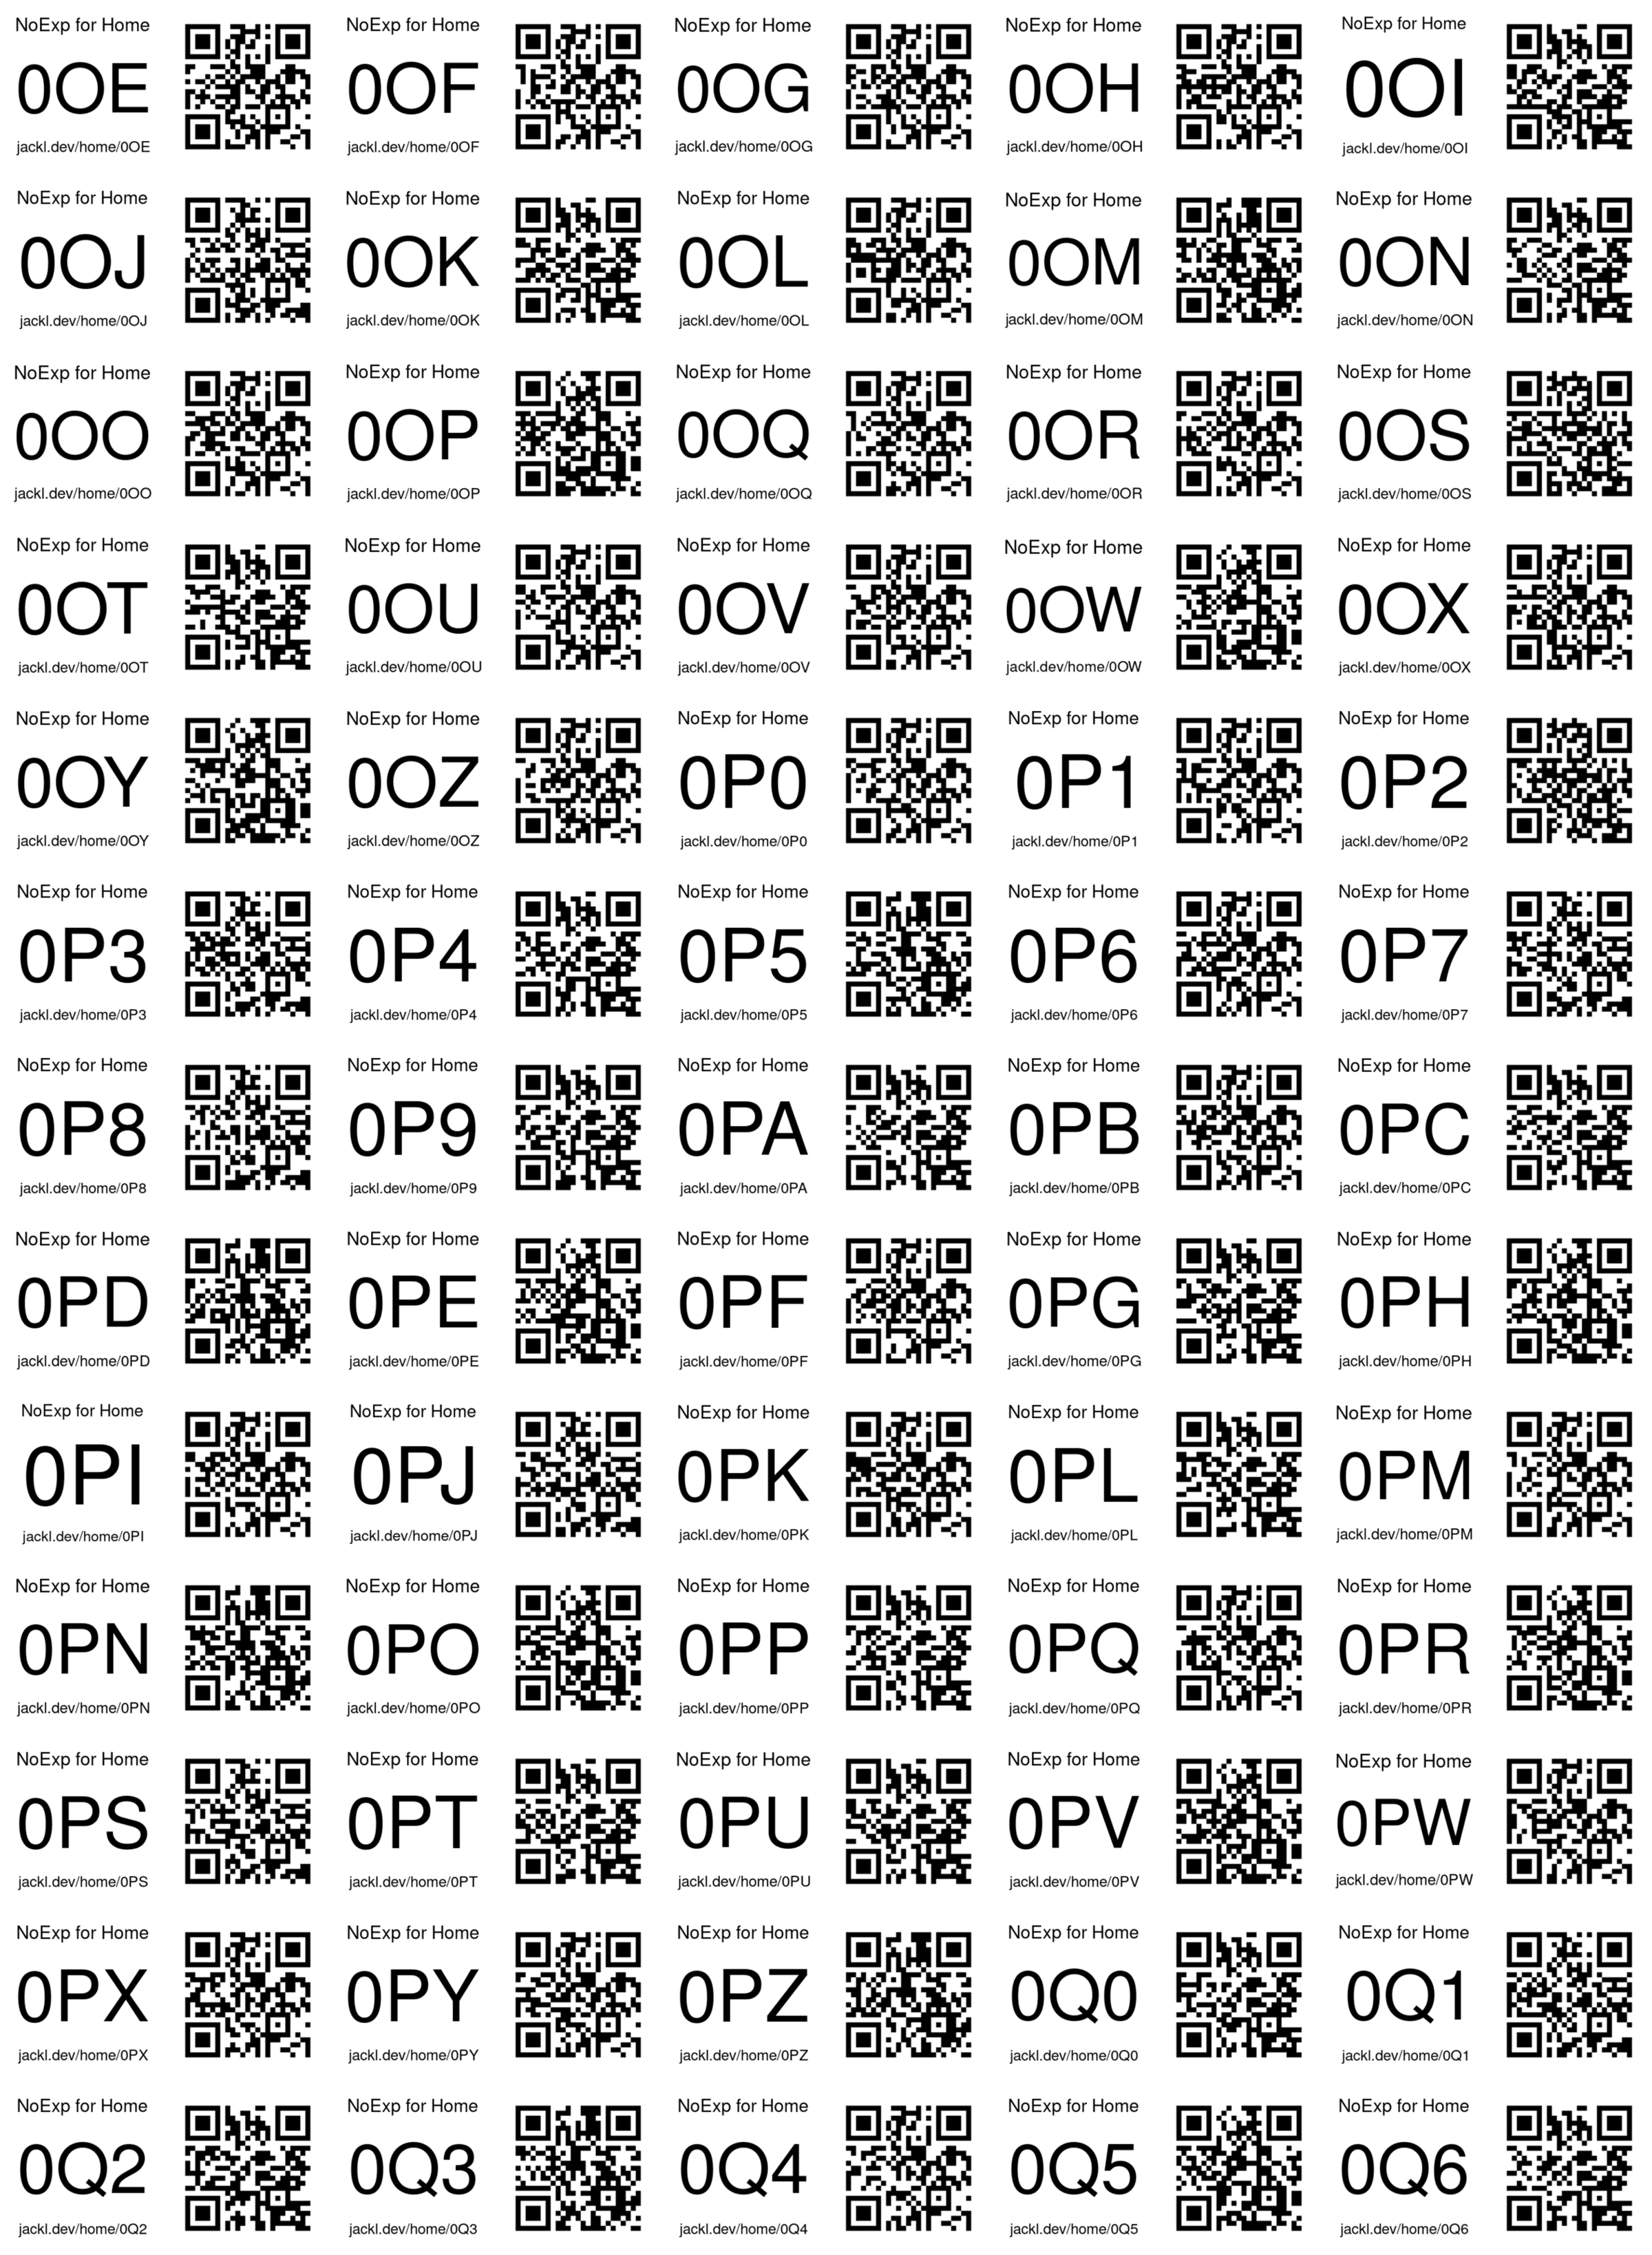 NoExp for Home NoExp for Home NoExp for Home NoExp for Home NoExp for Home
0OE 0OF 0OG 0OH 0OI
jackl.dev/home/0OE jackl.dev/home/0OF jackl.dev/home/0OG jackl.dev/home/0OH jackl.dev/home/0OI
NoExp for Home NoExp for Home NoExp for Home NoExp for Home NoExp for Home
0OJ 0OK 0OL 0OM 0ON
jackl.dev/home/0OJ jackl.dev/home/0OK jackl.dev/home/0OL jackl.dev/home/0OM jackl.dev/home/0ON
NoExp for Home NoExp for Home NoExp for Home NoExp for Home NoExp for Home
0OO 0OP 0OQ 0OR 0OS
jackl.dev/home/0OO jackl.dev/home/0OP jackl.dev/home/0OQ jackl.dev/home/0OR jackl.dev/home/0OS
NoExp for Home NoExp for Home NoExp for Home NoExp for Home NoExp for Home
0OT 0OU 0OV 0OW 0OX
jackl.dev/home/0OT jackl.dev/home/0OU jackl.dev/home/0OV jackl.dev/home/0OW jackl.dev/home/0OX
NoExp for Home NoExp for Home NoExp for Home NoExp for Home NoExp for Home
0OY 0OZ 0P0 0P1 0P2
jackl.dev/home/0OY jackl.dev/home/0OZ jackl.dev/home/0P0 jackl.dev/home/0P1 jackl.dev/home/0P2
NoExp for Home NoExp for Home NoExp for Home NoExp for Home NoExp for Home
0P3 0P4 0P5 0P6 0P7
jackl.dev/home/0P3 jackl.dev/home/0P4 jackl.dev/home/0P5 jackl.dev/home/0P6 jackl.dev/home/0P7
NoExp for Home NoExp for Home NoExp for Home NoExp for Home NoExp for Home
0P8 0P9 0PA 0PB 0PC
jackl.dev/home/0P8 jackl.dev/home/0P9 jackl.dev/home/0PA jackl.dev/home/0PB jackl.dev/home/0PC
NoExp for Home NoExp for Home NoExp for Home NoExp for Home NoExp for Home
0PD 0PE 0PF 0PG 0PH
jackl.dev/home/0PD jackl.dev/home/0PE jackl.dev/home/0PF jackl.dev/home/0PG jackl.dev/home/0PH
NoExp for Home NoExp for Home NoExp for Home NoExp for Home NoExp for Home
0PI 0PJ 0PK 0PL 0PM
jackl.dev/home/0PI jackl.dev/home/0PJ jackl.dev/home/0PK jackl.dev/home/0PL jackl.dev/home/0PM
NoExp for Home NoExp for Home NoExp for Home NoExp for Home NoExp for Home
0PN 0PO 0PP 0PQ 0PR
jackl.dev/home/0PN jackl.dev/home/0PO jackl.dev/home/0PP jackl.dev/home/0PQ jackl.dev/home/0PR
NoExp for Home NoExp for Home NoExp for Home NoExp for Home NoExp for Home
0PS 0PT 0PU 0PV 0PW
jackl.dev/home/0PS jackl.dev/home/0PT jackl.dev/home/0PU jackl.dev/home/0PV jackl.dev/home/0PW
NoExp for Home NoExp for Home NoExp for Home NoExp for Home NoExp for Home
0PX 0PY 0PZ 0Q0 0Q1
jackl.dev/home/0PX jackl.dev/home/0PY jackl.dev/home/0PZ jackl.dev/home/0Q0 jackl.dev/home/0Q1
NoExp for Home NoExp for Home NoExp for Home NoExp for Home NoExp for Home
0Q2 0Q3 0Q4 0Q5 0Q6
jackl.dev/home/0Q2 jackl.dev/home/0Q3 jackl.dev/home/0Q4 jackl.dev/home/0Q5 jackl.dev/home/0Q6